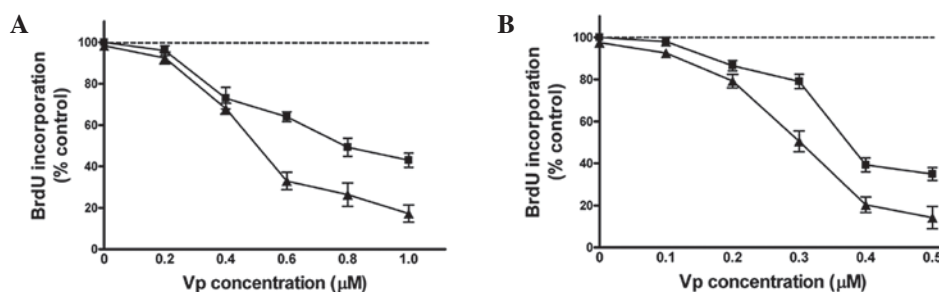 A
BrdU incorporation
(% control)
100
80
60
40
20
0
0 0.2 0.4 0.6 0.8 1.0
Vp concentration (μM)
B
BrdU incorporation
(% control)
100
80
60
40
20
0
0 0.1 0.2 0.3 0.4 0.5
Vp concentration (μM)